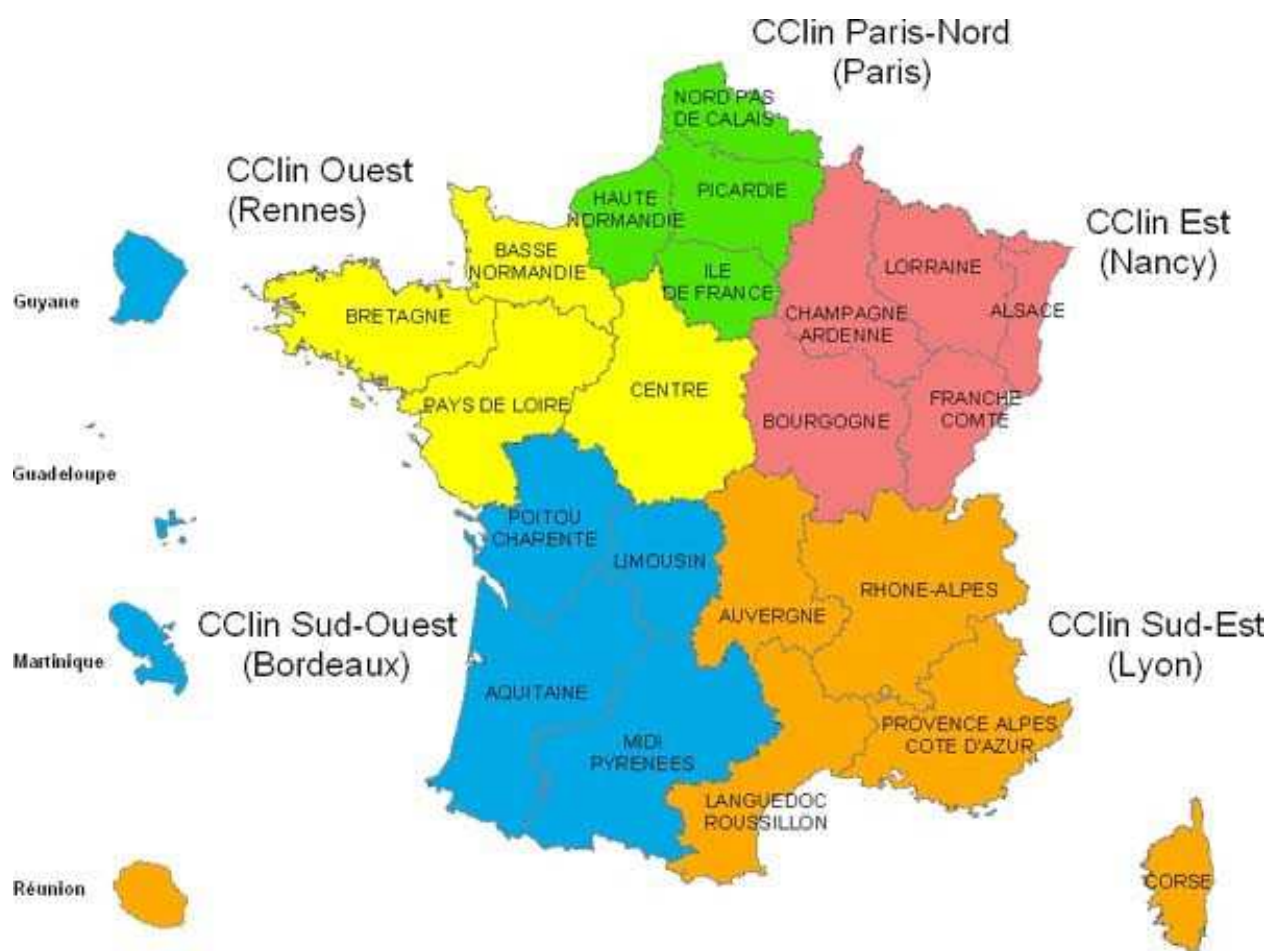 CClin Paris-Nord
(Paris)
NORD PAS
DE CALAIS
CClin Ouest
(Rennes)
HAUTE
NORMANDIE
PICARDIE
CClin Est
(Nancy)
BASSE
NORMANDIE
ILE
DE FRANCE
LORRAINE
Guyane
BRETAGNE
CHAMPAGNE
ARDENNE
ALSACE
PAYS DE LOIRE
CENTRE
BOURGOGNE
FRANCHE
COMTE
Guadeloupe
POITOU
CHARENTE
LIMOUSIN
AUVERGNE
RHONE-ALPES
CClin Sud-Ouest
(Bordeaux)
CClin Sud-Est
(Lyon)
Martinique
AQUITAINE
MIDI
PYRENEES
PROVENCE ALPES
COTE D'AZUR
LANGUEDOC
ROUSSILLON
Réunion
CORSE